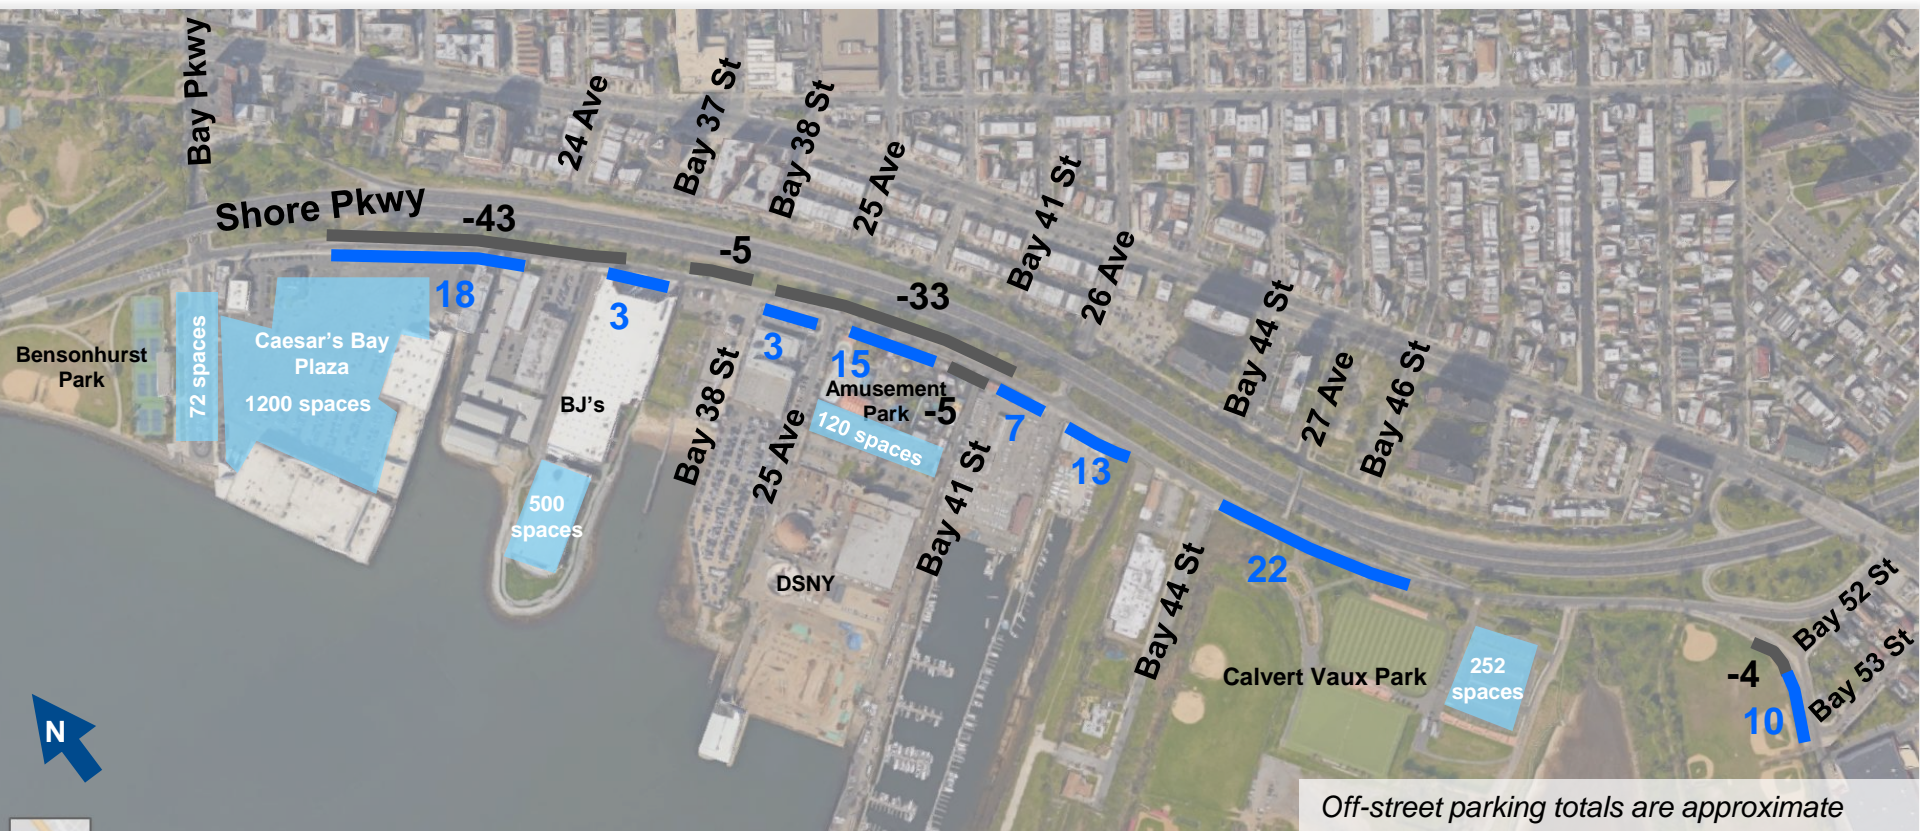 Bay Pkwy
24 Ave
Bay 37 St
Bay 38 St
25 Ave
Bay 41 St
26 Ave
Bay 44 St
27 Ave
Bay 46 St
Shore Pkwy
-43
-5
-33
18
3
3
15
7
13
22
Bensonhurst
Park
72 spaces
Caesar's Bay
Plaza
1200 spaces
BJ's
500
spaces
Bay 38 St
25 Ave
Amusement
Park
-5
120 spaces
DSNY
Bay 41 St
Bay 44 St
Calvert Vaux Park
252
spaces
Bay 52 St
Bay 53 St
-4
10
N
Off-street parking totals are approximate